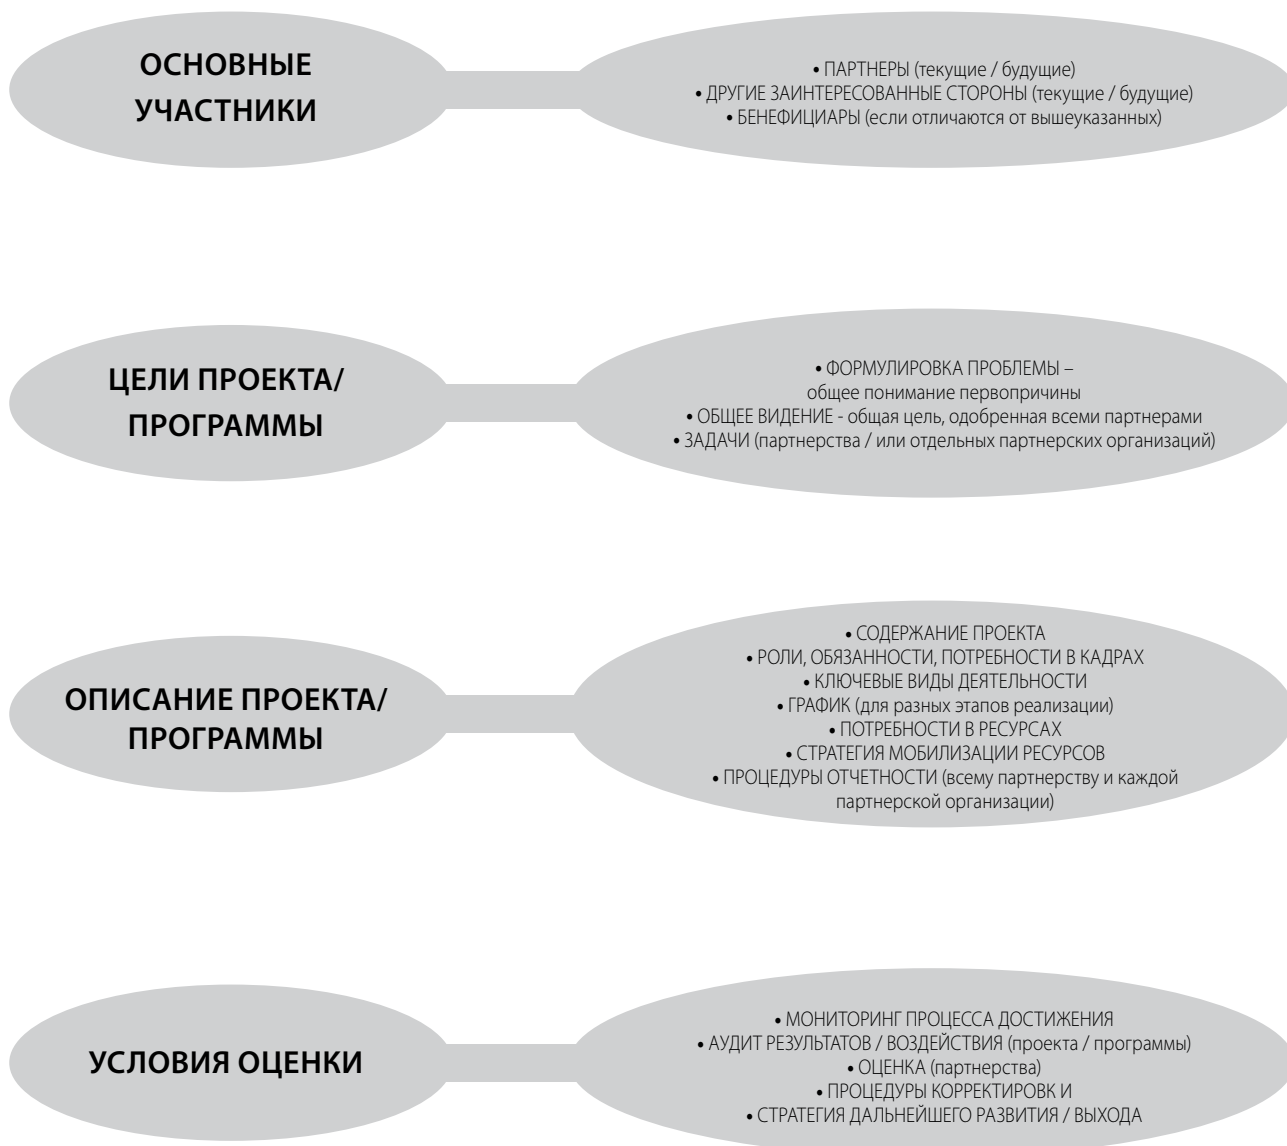 ОСНОВНЫЕ
УЧАСТНИКИ
• ПАРТНЕРЫ (текущие / будущие)
• ДРУГИЕ ЗАИНТЕРЕСОВАННЫЕ СТОРОНЫ (текущие / будущие)
• БЕНЕФИЦИАРЫ (если отличаются от вышеуказанных)
ЦЕЛИ ПРОЕКТА/
ПРОГРАММЫ
• ФОРМУЛИРОВКА ПРОБЛЕМЫ –
общее понимание первопричины
• ОБЩЕЕ ВИДЕНИЕ - общая цель, одобренная всеми партнерами
• ЗАДАЧИ (партнерства / или отдельных партнерских организаций)
ОПИСАНИЕ ПРОЕКТА/
ПРОГРАММЫ
• СОДЕРЖАНИЕ ПРОЕКТА
• РОЛИ, ОБЯЗАННОСТИ, ПОТРЕБНОСТИ В КАДРАХ
• КЛЮЧЕВЫЕ ВИДЫ ДЕЯТЕЛЬНОСТИ
• ГРАФИК (для разных этапов реализации)
• ПОТРЕБНОСТИ В РЕСУРСАХ
• СТРАТЕГИЯ МОБИЛИЗАЦИИ РЕСУРСОВ
• ПРОЦЕДУРЫ ОТЧЕТНОСТИ (всему партнерству и каждой
партнерской организации)
УСЛОВИЯ ОЦЕНКИ
• МОНИТОРИНГ ПРОЦЕССА ДОСТИЖЕНИЯ
• АУДИТ РЕЗУЛЬТАТОВ / ВОЗДЕЙСТВИЯ (проекта / программы)
• ОЦЕНКА (партнерства)
• ПРОЦЕДУРЫ КОРРЕКТИРОВК И
• СТРАТЕГИЯ ДАЛЬНЕЙШЕГО РАЗВИТИЯ / ВЫХОДА